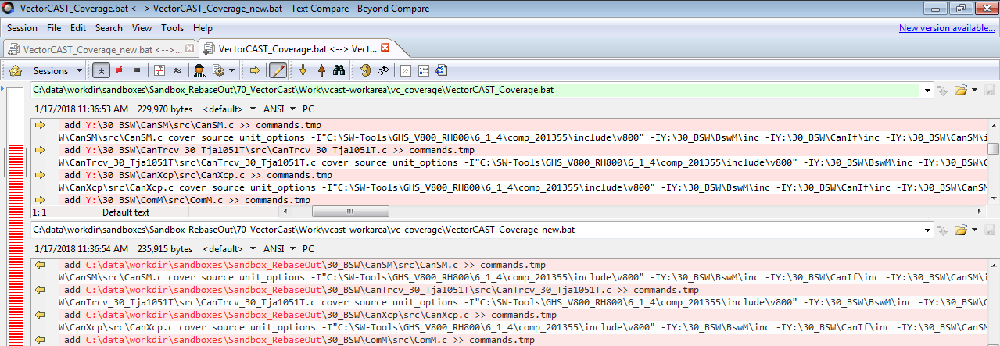 VectorCAST_Coverage.bat <--> VectorCAST_Coverage_new.bat - Text Compare - Beyond Compare
Session File Edit Search View Tools Help New version available...
VectorCAST_Coverage_new.bat <-->... VectorCAST_Coverage.bat <--> Vect...
Sessions
C:\data\workdir\sandboxes\Sandbox_RebaseOut\70_VectorCast\Work\vcast-workarea\vc_coverage\VectorCAST_Coverage.bat
1/17/2018 11:36:53 AM 229,970 bytes <default> ANSI PC
add Y:\30_BSW\CanSM\src\CanSM.c >> commands.tmp
W\CanSM\src\CanSM.c cover source unit_options -I"C:\SW-Tools\GHS_V800_RH800\6_1_4\comp_201355\include\v800" -IY:\30_BSW\BswM\inc -IY:\30_BSW\CanIf\inc -IY:\30_BSW\CanSM\i
add Y:\30_BSW\CanTrcv_30_Tja1051T\src\CanTrcv_30_Tja1051T.c >> commands.tmp
W\CanTrcv_30_Tja1051T\src\CanTrcv_30_Tja1051T.c cover source unit_options -I"C:\SW-Tools\GHS_V800_RH800\6_1_4\comp_201355\include\v800" -IY:\30_BSW\BswM\inc -IY:\30_BSW\C
add Y:\30_BSW\CanXcp\src\CanXcp.c >> commands.tmp
W\CanXcp\src\CanXcp.c cover source unit_options -I"C:\SW-Tools\GHS_V800_RH800\6_1_4\comp_201355\include\v800" -IY:\30_BSW\BswM\inc -IY:\30_BSW\CanIf\inc -IY:\30_BSW\CanSM
add Y:\30_BSW\ComM\src\ComM.c >> commands.tmp
1: 1 Default text
C:\data\workdir\sandboxes\Sandbox_RebaseOut\70_VectorCast\Work\vcast-workarea\vc_coverage\VectorCAST_Coverage_new.bat
1/17/2018 11:36:54 AM 235,915 bytes <default> ANSI PC
add C:\data\workdir\sandboxes\Sandbox_RebaseOut\30_BSW\CanSM\src\CanSM.c >> commands.tmp
W\CanSM\src\CanSM.c cover source unit_options -I"C:\SW-Tools\GHS_V800_RH800\6_1_4\comp_201355\include\v800" -IY:\30_BSW\BswM\inc -IY:\30_BSW\CanIf\inc -IY:\30_BSW\CanSM\i
add C:\data\workdir\sandboxes\Sandbox_RebaseOut\30_BSW\CanTrcv_30_Tja1051T\src\CanTrcv_30_Tja1051T.c >> commands.tmp
W\CanTrcv_30_Tja1051T\src\CanTrcv_30_Tja1051T.c cover source unit_options -I"C:\SW-Tools\GHS_V800_RH800\6_1_4\comp_201355\include\v800" -IY:\30_BSW\BswM\inc -IY:\30_BSW\C
add C:\data\workdir\sandboxes\Sandbox_RebaseOut\30_BSW\CanXcp\src\CanXcp.c >> commands.tmp
W\CanXcp\src\CanXcp.c cover source unit_options -I"C:\SW-Tools\GHS_V800_RH800\6_1_4\comp_201355\include\v800" -IY:\30_BSW\BswM\inc -IY:\30_BSW\CanIf\inc -IY:\30_BSW\CanSM
add C:\data\workdir\sandboxes\Sandbox_RebaseOut\30_BSW\ComM\src\ComM.c >> commands.tmp